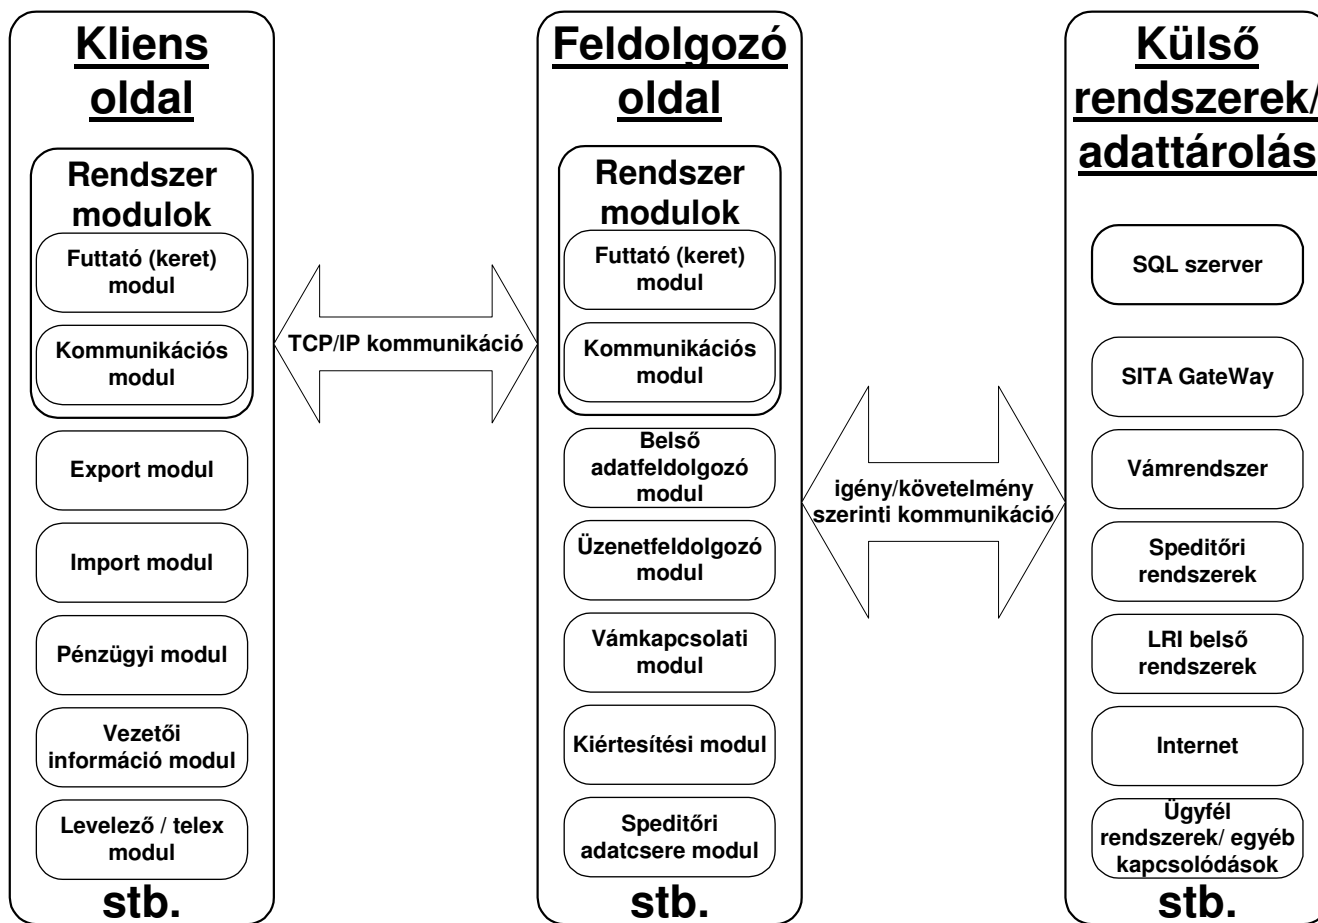 Kliens
oldal
Rendszer
modulok
Futtató (keret)
modul
Kommunikációs
modul
Export modul
Import modul
Pénzügyi modul
Vezetői
információ modul
Levelező / telex
modul
stb.
TCP/IP kommunikáció
Feldolgozó
oldal
Rendszer
modulok
Futtató (keret)
modul
Kommunikációs
modul
Belső
adatfeldolgozó
modul
Üzenetfeldolgozó
modul
Vámkapcsolati
modul
Kiértesítési modul
Speditőri
adatcsere modul
stb.
igény/követelmény
szerinti kommunikáció
Külső
rendszerek/
adattárolás
SQL szerver
SITA GateWay
Vámrendszer
Speditőri
rendszerek
LRI belső
rendszerek
Internet
Ügyfél
rendszerek/ egyéb
kapcsolódások
stb.